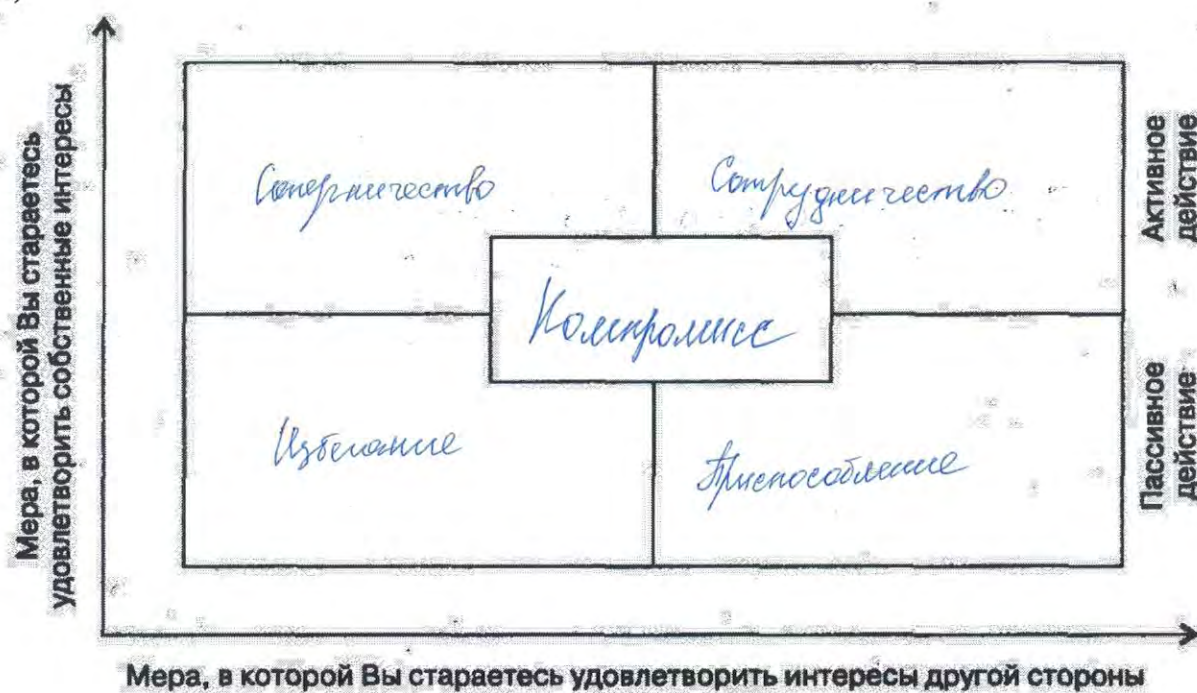 Мера, в которой Вы стараетесь
удовлетворить собственные интересы
Соперничество
Сотрудничество
Компромисс
Избегание
Приспособление
Активное
действие
Пассивное
действие
Мера, в которой Вы стараетесь удовлетворить интересы другой стороны